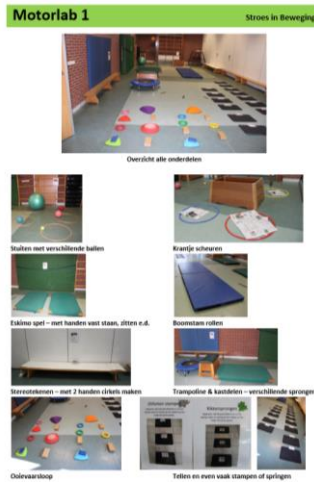 Motorlab 1
Stroes in Beweging
Overzicht alle onderdelen
Stuiten met verschillende ballen
Krantje scheuren
Eskimo spel – met handen vast staan, zitten e.d.
Boomstam rollen
Stereotekenen – met 2 handen cirkels maken
Trampoline & kastdelen – verschillende sprongen
Ooievaarsloop
Tellen en even vaak stampen of springen